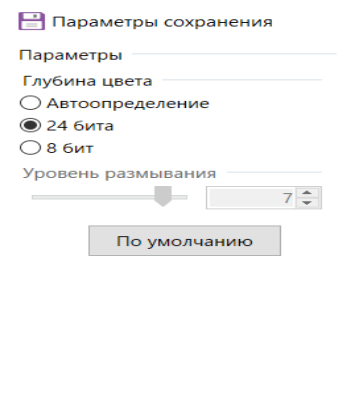 Параметры сохранения
Параметры
Глубина цвета
Автоопределение
24 бита
8 бит
Уровень размывания
7
По умолчанию